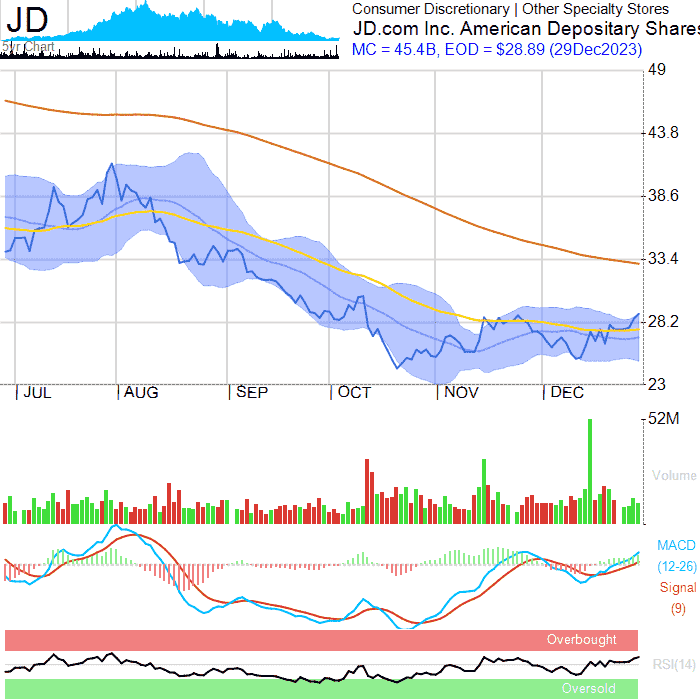 JD
5yr Chart
Consumer Discretionary | Other Specialty Stores
JD.com Inc. American Depositary Shares
MC = 45.4B, EOD = $28.89 (29Dec2023)
49
43.8
38.6
33.4
28.2
23
JUL
AUG
SEP
OCT
NOV
DEC
52M
Volume
MACD
(12-26)
Signal
(9)
Overbought
RSI(14)
Oversold